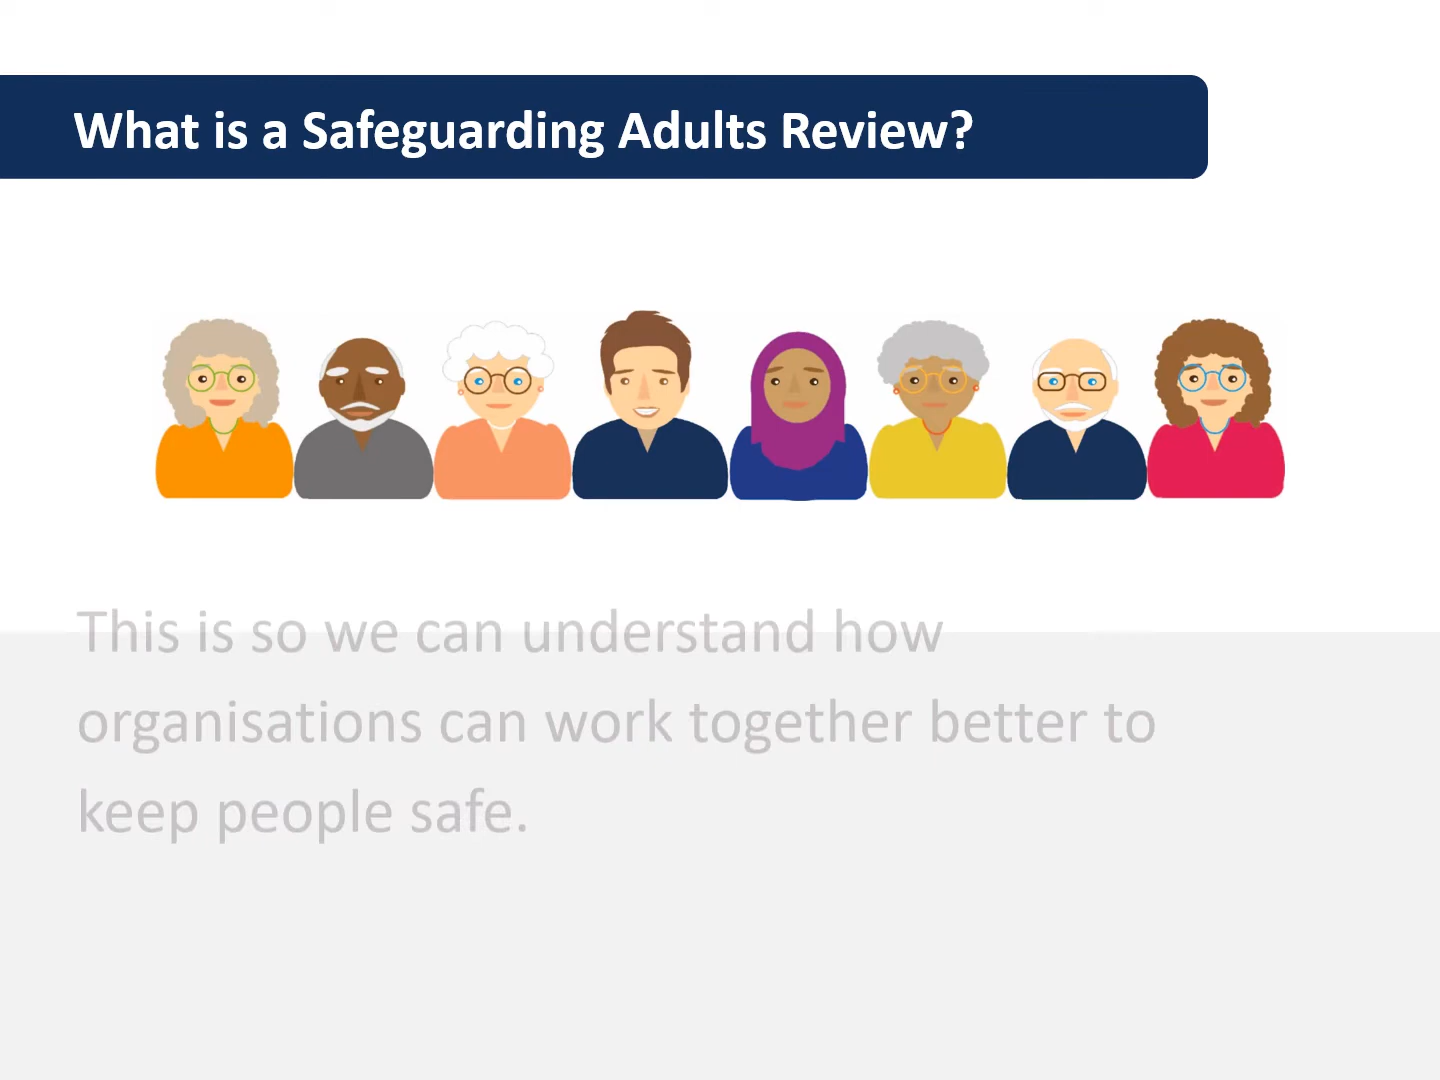 What is a Safeguarding Adults Review?
This is so we can understand how
organisations can work together better to
keep people safe.